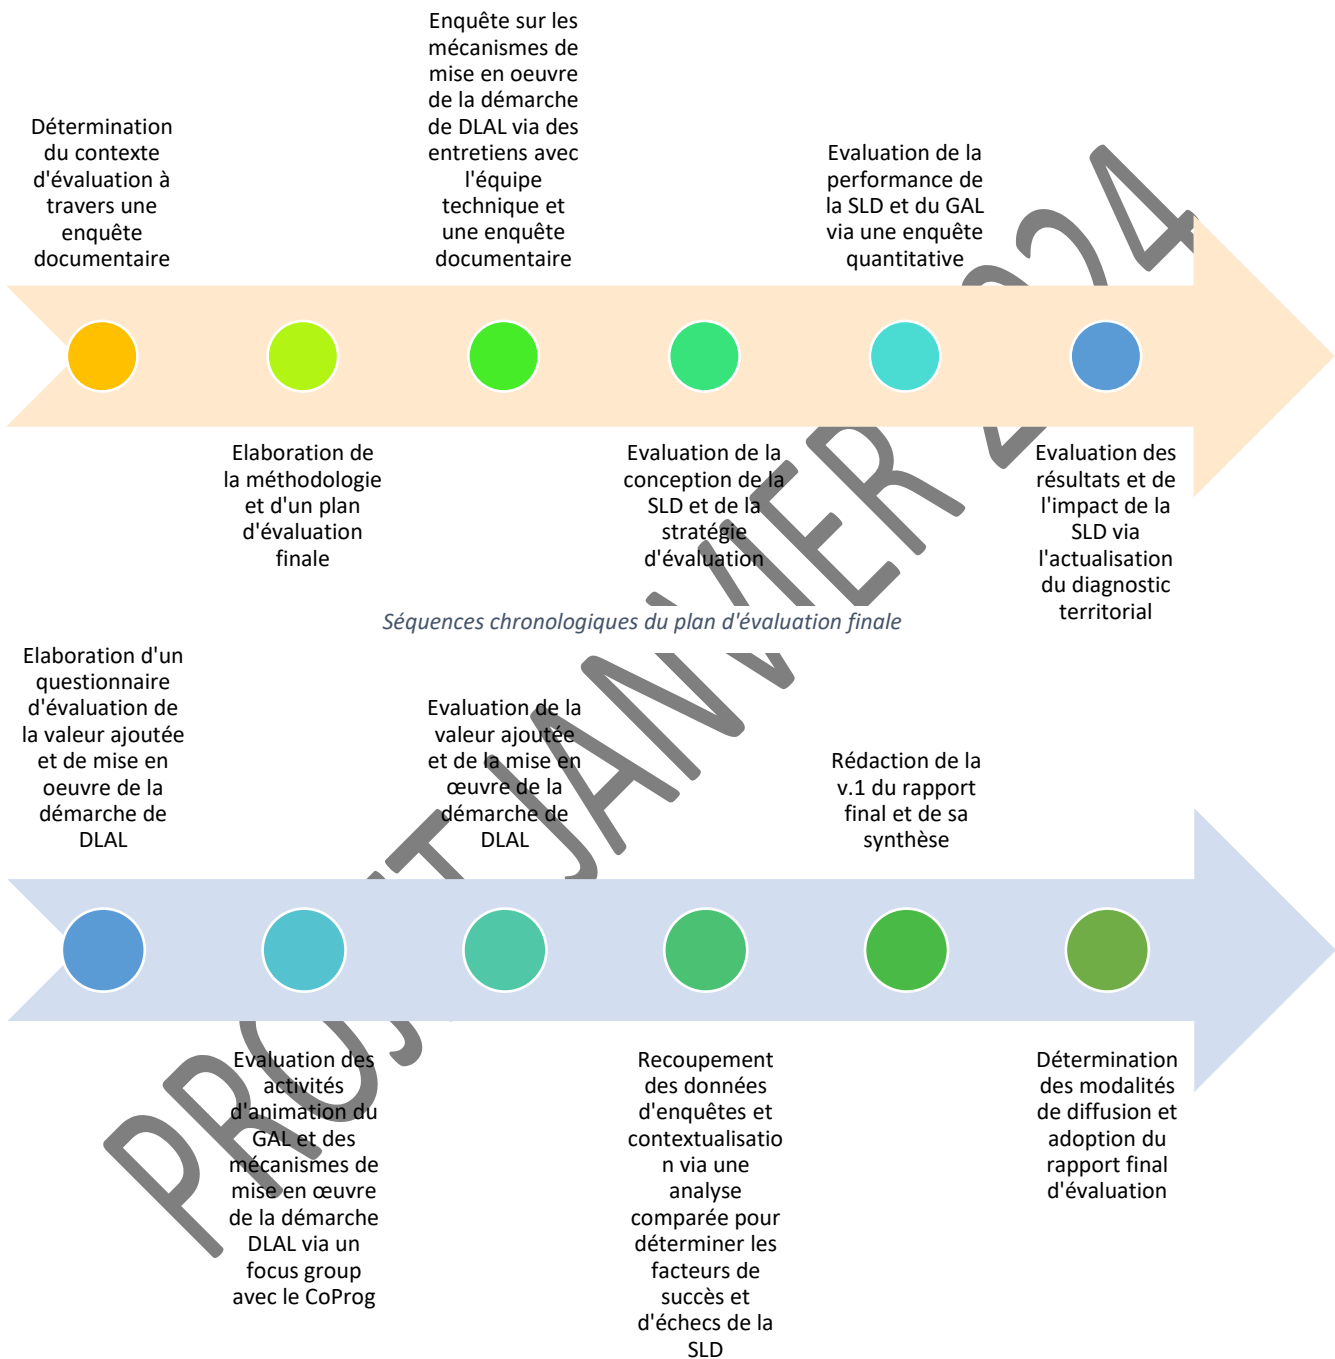 Détermination
du contexte
d'évaluation à
travers une
enquête
documentaire
Elaboration de
la méthodologie
et d'un plan
d'évaluation
finale
Enquête sur les
mécanismes de
mise en oeuvre
de la démarche
de DLAL via des
entretiens avec
l'équipe
technique et
une enquête
documentaire
Evaluation de la
conception de la
SLD et de la
stratégie
d'évaluation
Evaluation de la
performance de
la SLD et du GAL
via une enquête
quantitative
Evaluation des
résultats et de
l'impact de la
SLD via
l'actualisation
du diagnostic
territorial
Séquences chronologiques du plan d'évaluation finale
Elaboration d'un
questionnaire
d'évaluation de
la valeur ajoutée
et de mise en
oeuvre de la
démarche de
DLAL
Evaluation des
activités
d'animation du
GAL et des
mécanismes de
mise en œuvre
de la démarche
DLAL via un
focus group
avec le CoProg
Evaluation de la
valeur ajoutée
et de la mise en
œuvre de la
démarche de
DLAL
Recoupement
des données
d'enquêtes et
contextualisatio
n via une
analyse
comparée pour
déterminer les
facteurs de
succès et
d'échecs de la
SLD
Rédaction de la
v.1 du rapport
final et de sa
synthèse
Détermination
des modalités
de diffusion et
adoption du
rapport final
d'évaluation
PROJET JANVIER 2024